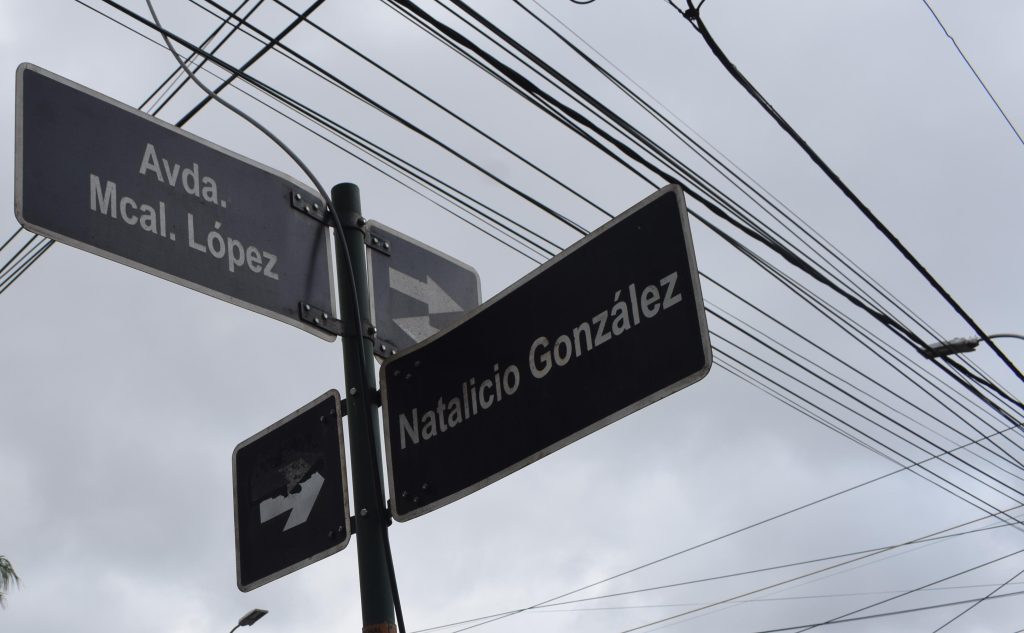 Avda.
Mcal. López
Natalicio González